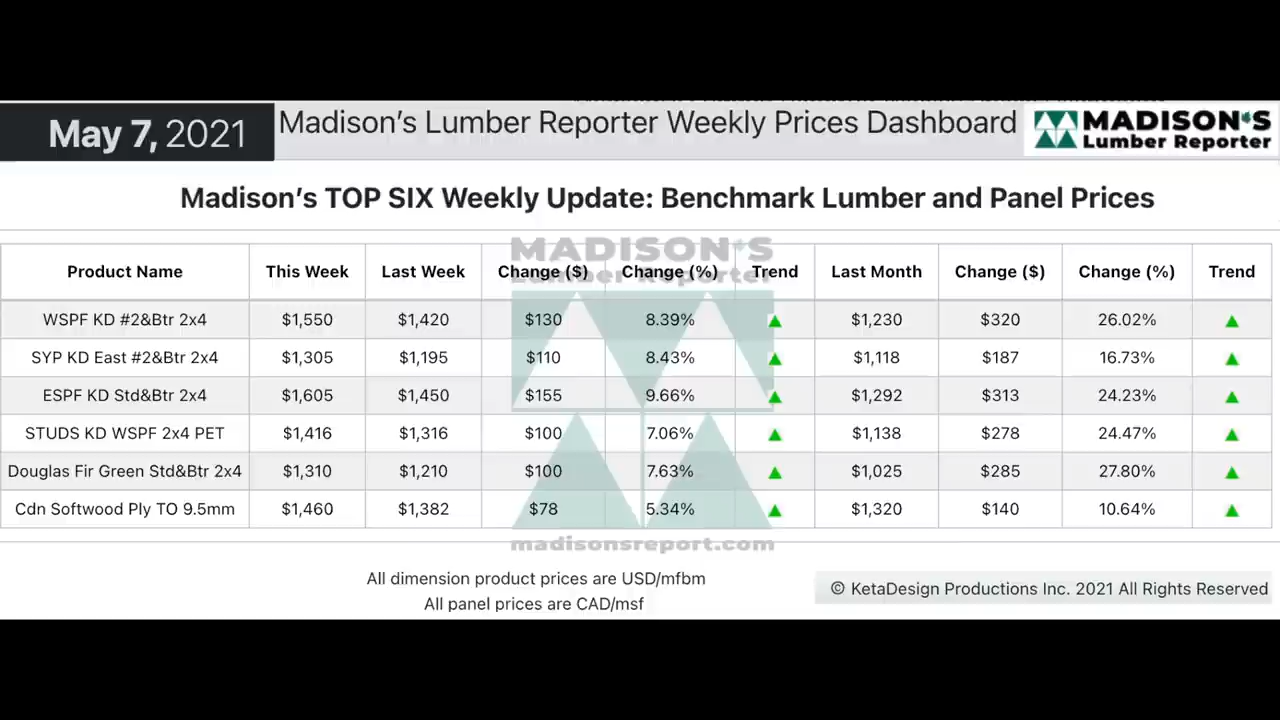 May 7, 2021
Madison's Lumber Reporter Weekly Prices Dashboard
MADISON'S
Lumber Reporter
Madison's TOP SIX Weekly Update: Benchmark Lumber and Panel Prices
MADISON'S
Lumber Reporter
Product Name This Week Last Week Change ($) Change (%) Trend Last Month Change ($) Change (%) Trend
WSPF KD #2&Btr 2x4 $1,550 $1,420 $130 8.39% $1,230 $320 26.02%
SYP KD East #2&Btr 2x4 $1,305 $1,195 $110 8.43% $1,118 $187 16.73%
ESPF KD Std&Btr 2x4 $1,605 $1,450 $155 9.66% $1,292 $313 24.23%
STUDS KD WSPF 2x4 PET $1,416 $1,316 $100 7.06% $1,138 $278 24.47%
Douglas Fir Green Std&Btr 2x4 $1,310 $1,210 $100 7.63% $1,025 $285 27.80%
Cdn Softwood Ply TO 9.5mm $1,460 $1,382 $78 5.34% $1,320 $140 10.64%
madisonsreport.com
All dimension product prices are USD/mfbm
All panel prices are CAD/msf
© KetaDesign Productions Inc. 2021 All Rights Reserved